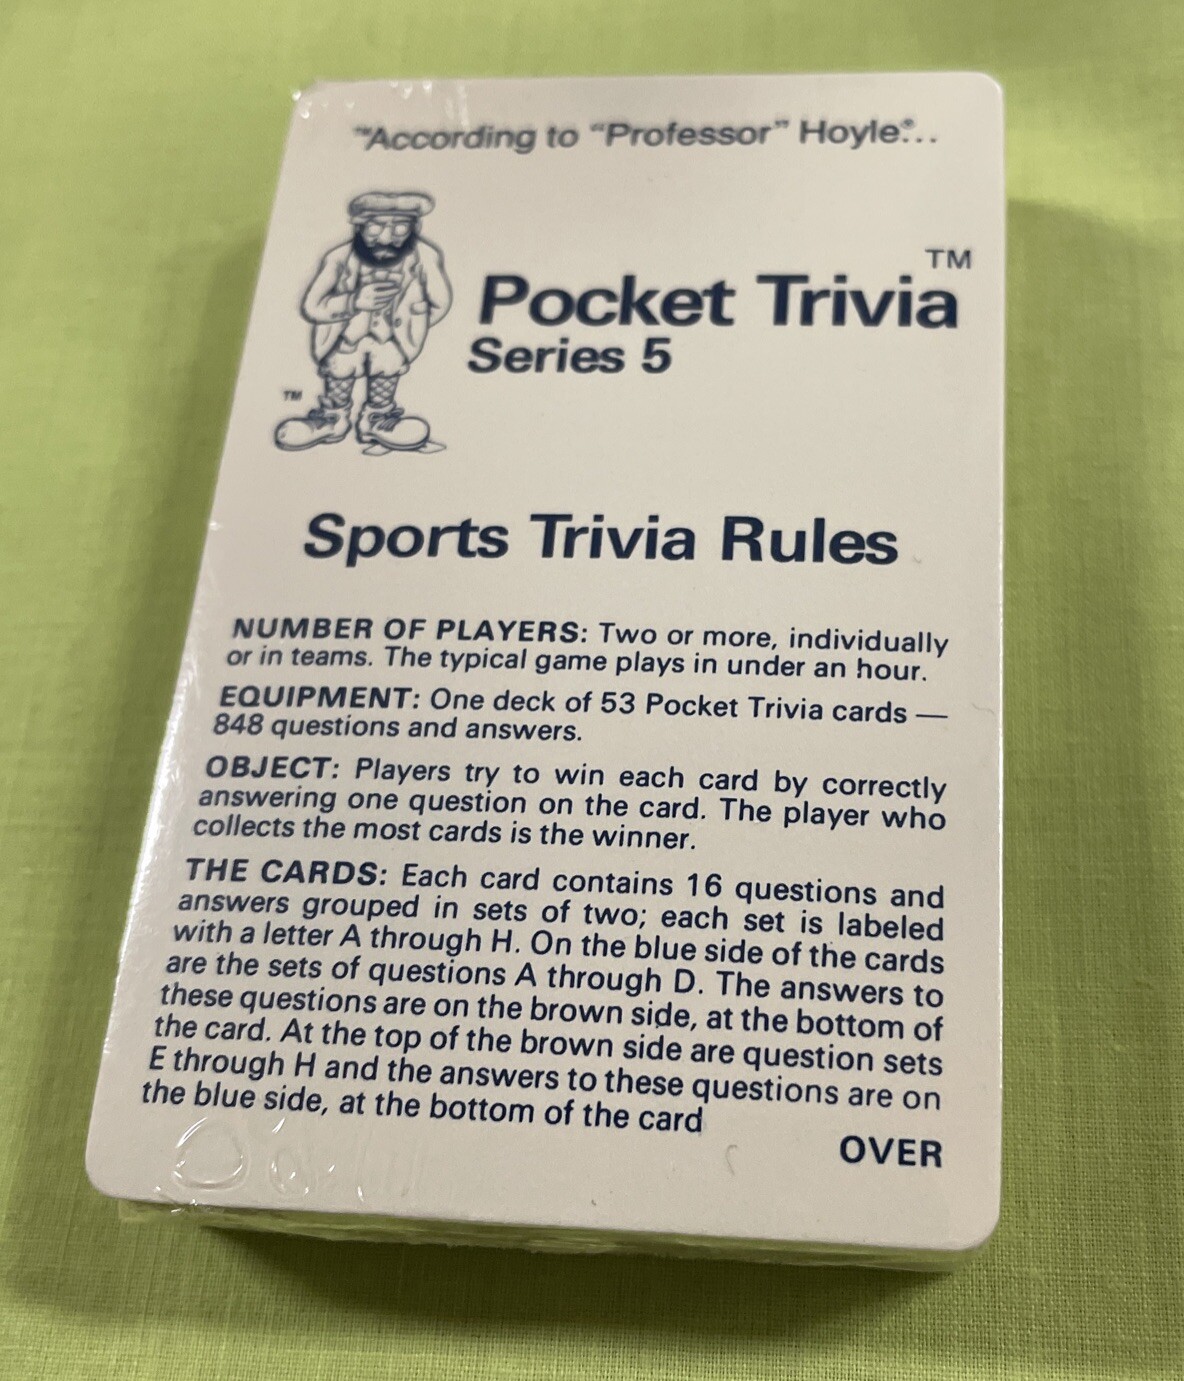 "According to "Professor" Hoyle®...
Pocket Trivia™
Series 5
™
Sports Trivia Rules
NUMBER OF PLAYERS: Two or more, individually
or in teams. The typical game plays in under an hour.
EQUIPMENT: One deck of 53 Pocket Trivia cards —
848 questions and answers.
OBJECT: Players try to win each card by correctly
answering one question on the card. The player who
collects the most cards is the winner.
THE CARDS: Each card contains 16 questions and
answers grouped in sets of two; each set is labeled
with a letter A through H. On the blue side of the cards
are the sets of questions A through D. The answers to
these questions are on the brown side, at the bottom of
the card. At the top of the brown side are question sets
E through H and the answers to these questions are on
the blue side, at the bottom of the card
OVER